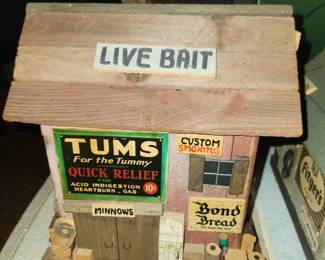 LIVE BAIT
TUMS
For the Tummy
QUICK RELIEF
FOR
ACID INDIGESTION
HEARTBURN - GAS
10¢
CUSTOM
SMOKING
MINNOWS
Bond
Bread